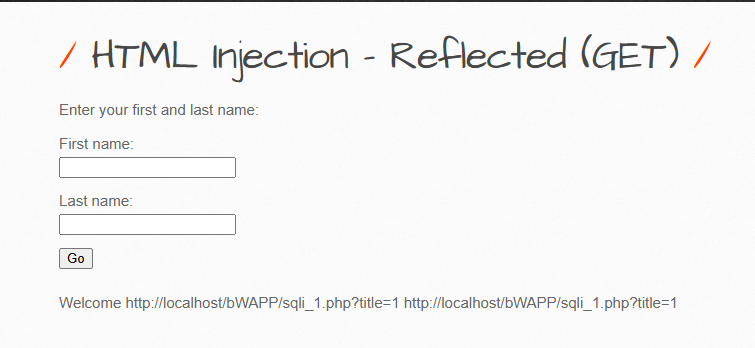 / HTML Injection - Reflected (GET) /
Enter your first and last name:
First name:
Last name:
Go
Welcome http://localhost/bWAPP/sqli_1.php?title=1 http://localhost/bWAPP/sqli_1.php?title=1